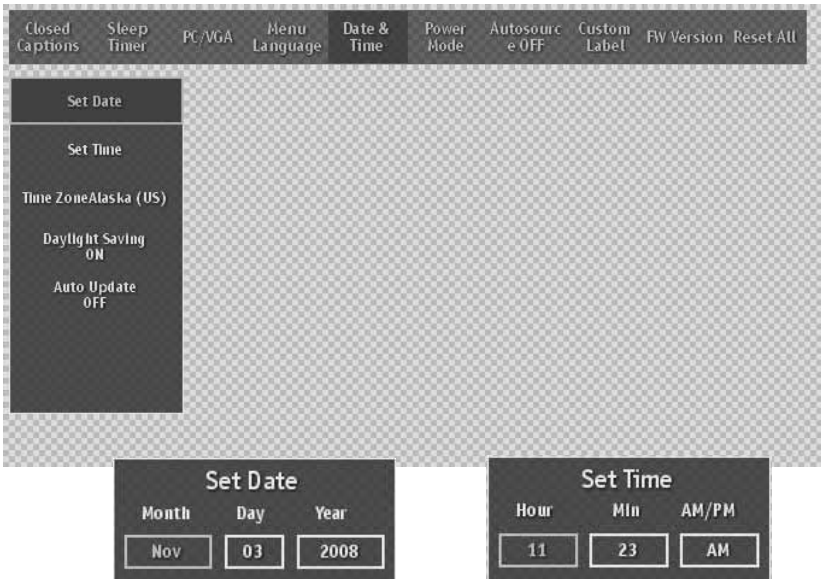 Closed Captions
Sleep Timer
PC/VGA
Menu Language
Date & Time
Power Mode
Autosourc e OFF
Custom Label
FW Version
Reset All
Set Date
Set Time
Time ZoneAlaska (US)
Daylight Saving
ON
Auto Update
OFF
Set Date
Month Day Year
Nov 03 2008
Set Time
Hour Min AM/PM
11 23 AM